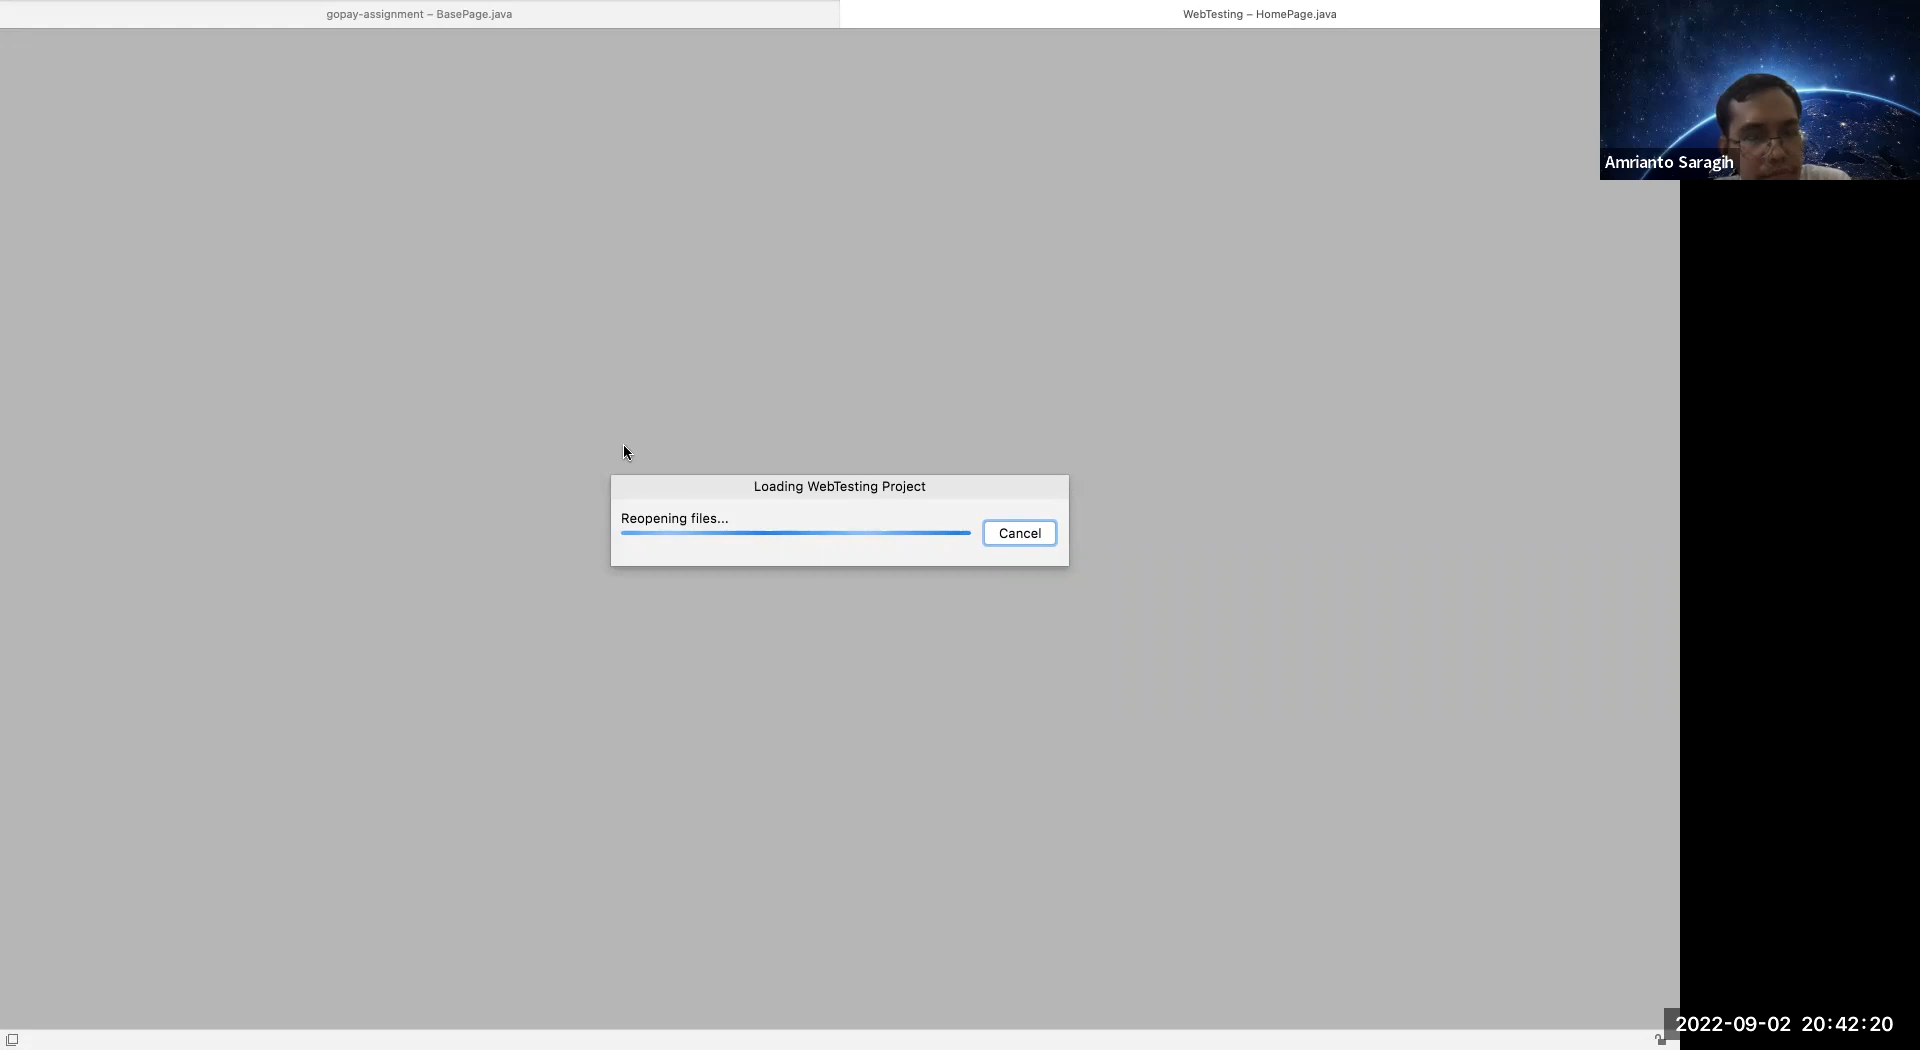 gopay-assignment – BasePage.java
WebTesting – HomePage.java
Amrianto Saragih
Loading WebTesting Project
Reopening files...
Cancel
2022-09-02 20:42:20